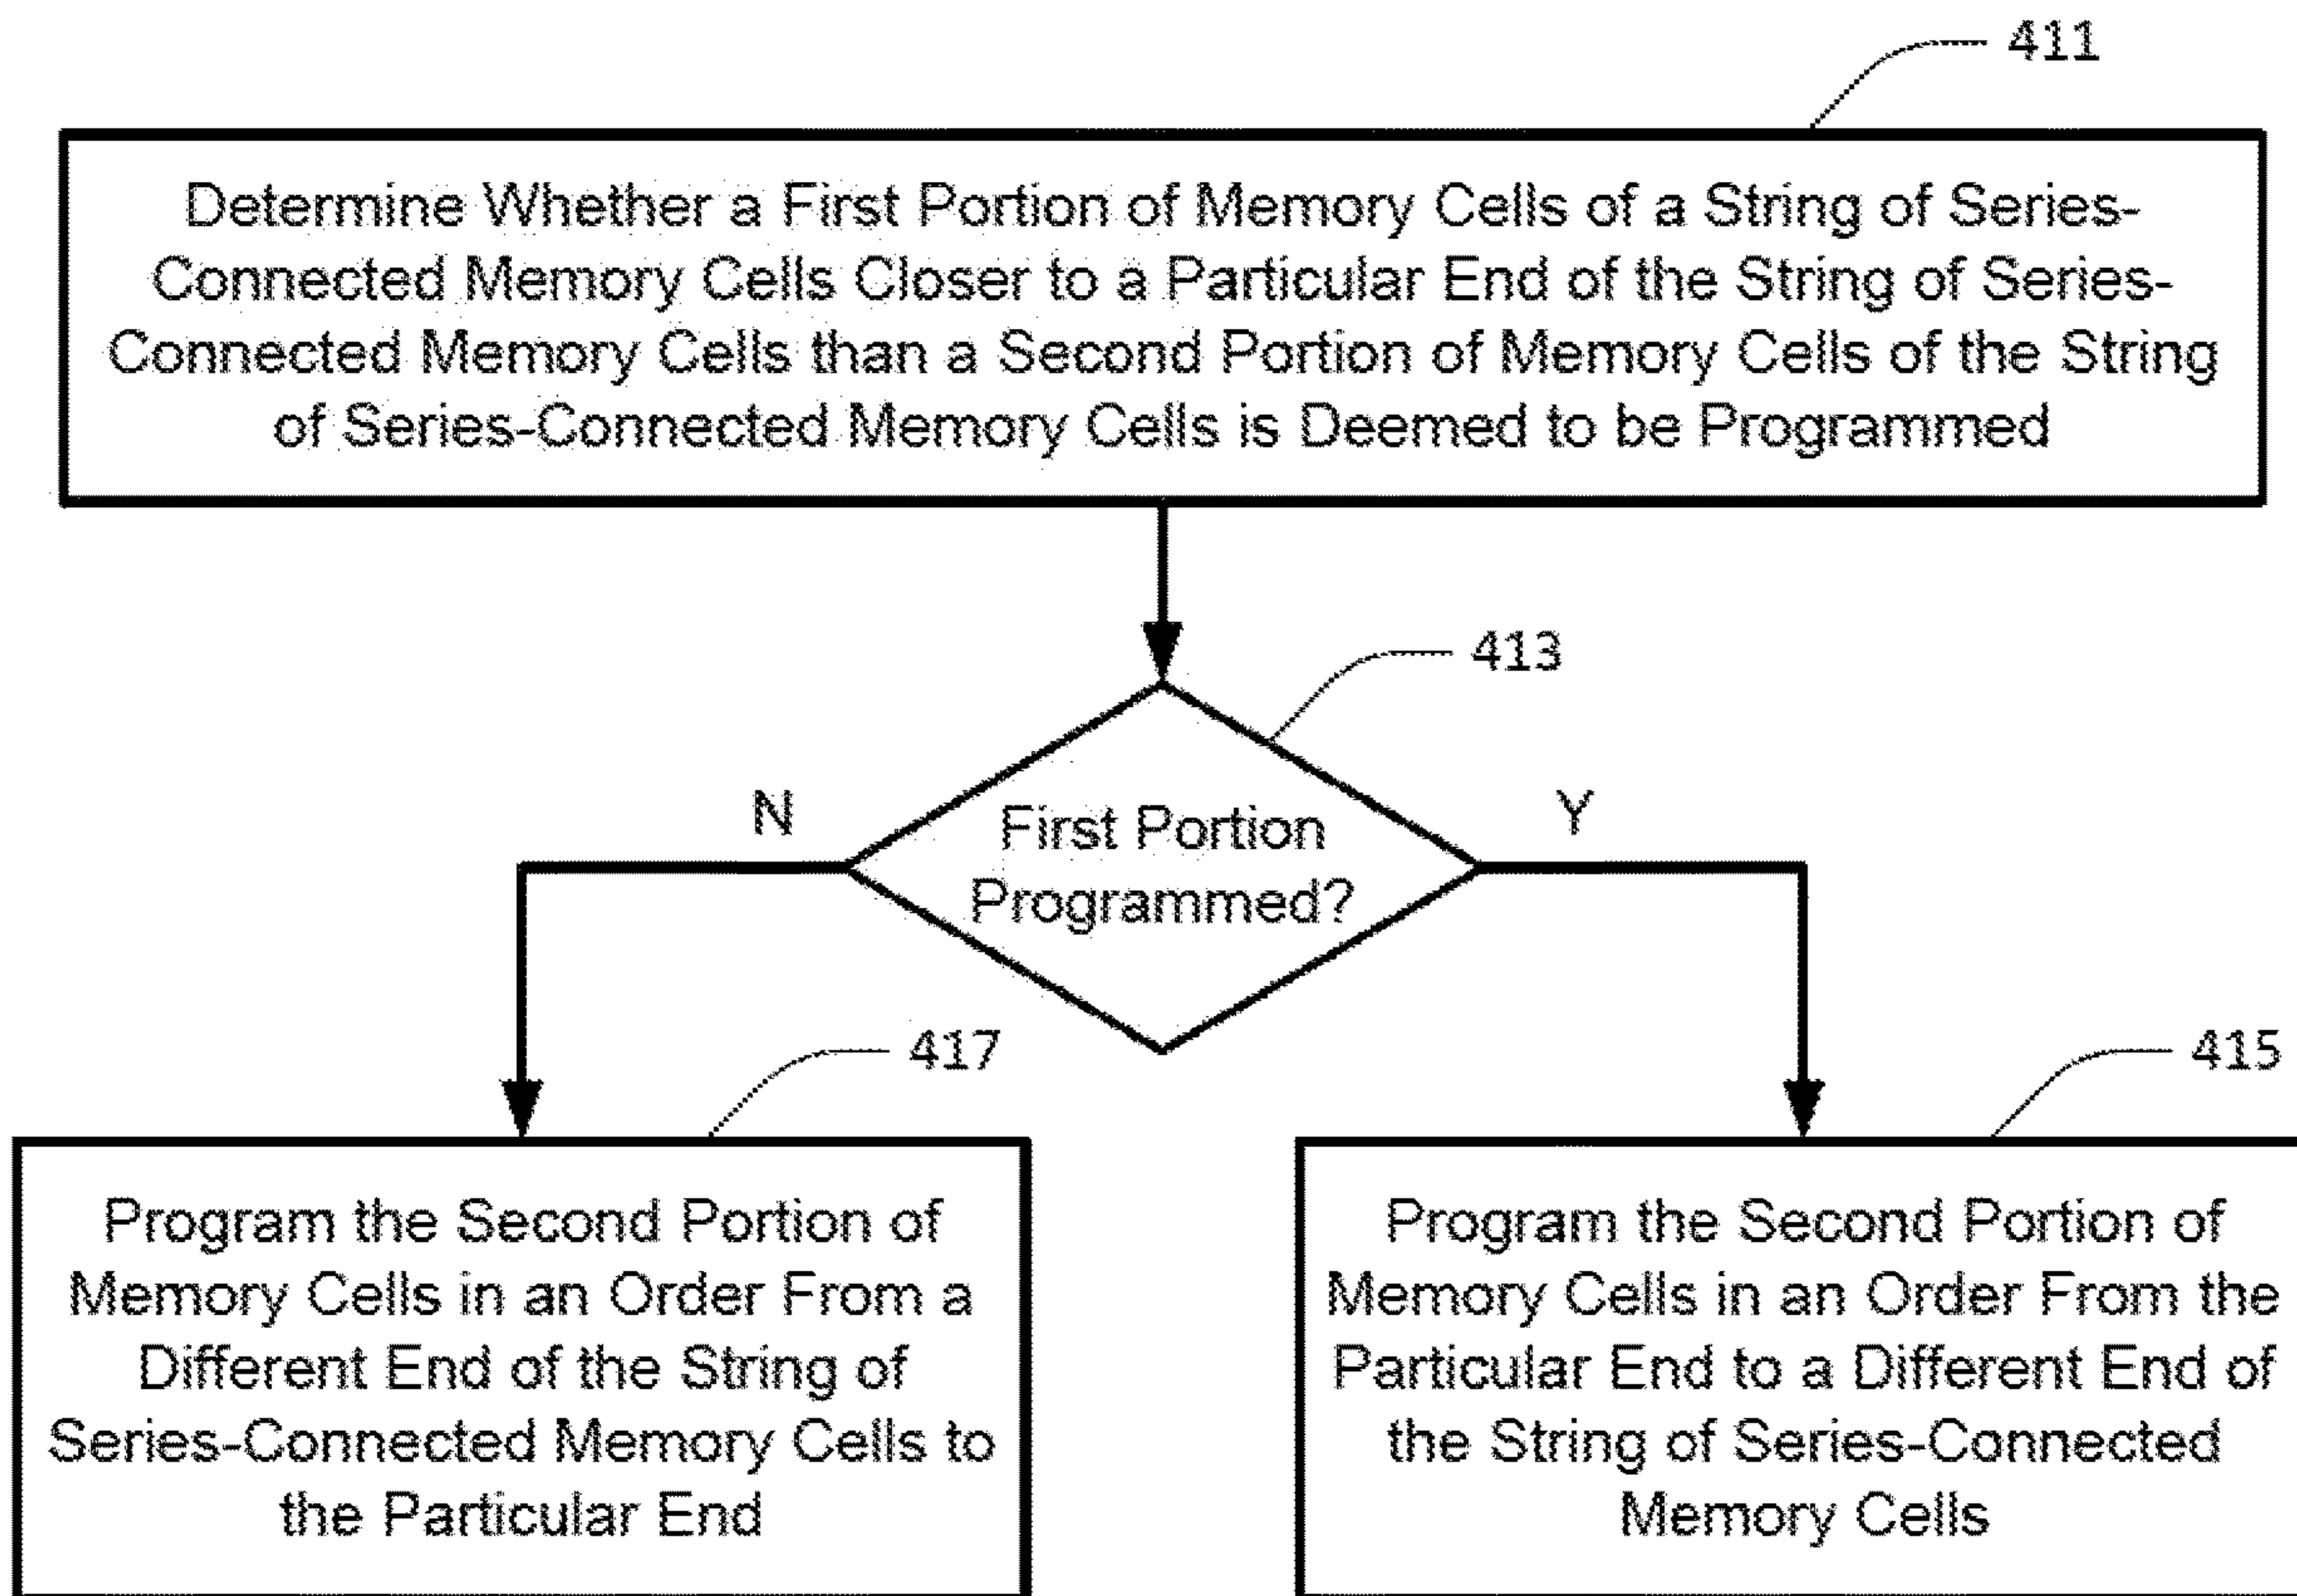 411
Determine Whether a First Portion of Memory Cells of a String of Series-
Connected Memory Cells Closer to a Particular End of the String of Series-
Connected Memory Cells than a Second Portion of Memory Cells of the String
of Series-Connected Memory Cells is Deemed to be Programmed
413
N
Y
First Portion
Programmed?
417
415
Program the Second Portion of
Memory Cells in an Order From a
Different End of the String of
Series-Connected Memory Cells to
the Particular End
Program the Second Portion of
Memory Cells in an Order From the
Particular End to a Different End of
the String of Series-Connected
Memory Cells